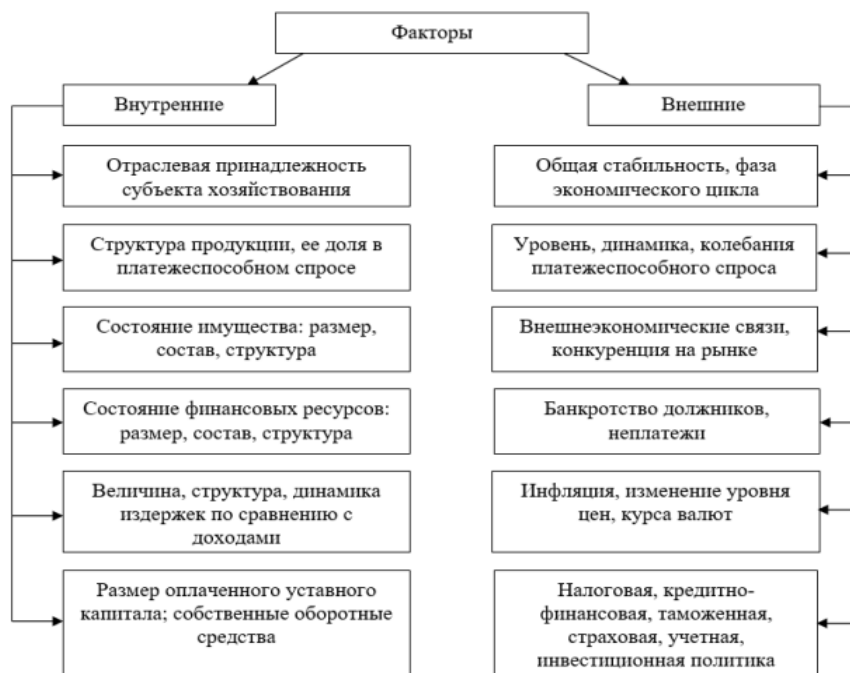 Факторы
Внутренние
Отраслевая принадлежность
субъекта хозяйствования
Структура продукции, ее доля в
платежеспособном спросе
Состояние имущества: размер,
состав, структура
Состояние финансовых ресурсов:
размер, состав, структура
Величина, структура, динамика
издержек по сравнению с
доходами
Размер оплаченного уставного
капитала; собственные оборотные
средства
Внешние
Общая стабильность, фаза
экономического цикла
Уровень, динамика, колебания
платежеспособного спроса
Внешнеэкономические связи,
конкуренция на рынке
Банкротство должников,
неплатежи
Инфляция, изменение уровня
цен, курса валют
Налоговая, кредитно-
финансовая, таможенная,
страховая, учетная,
инвестиционная политика